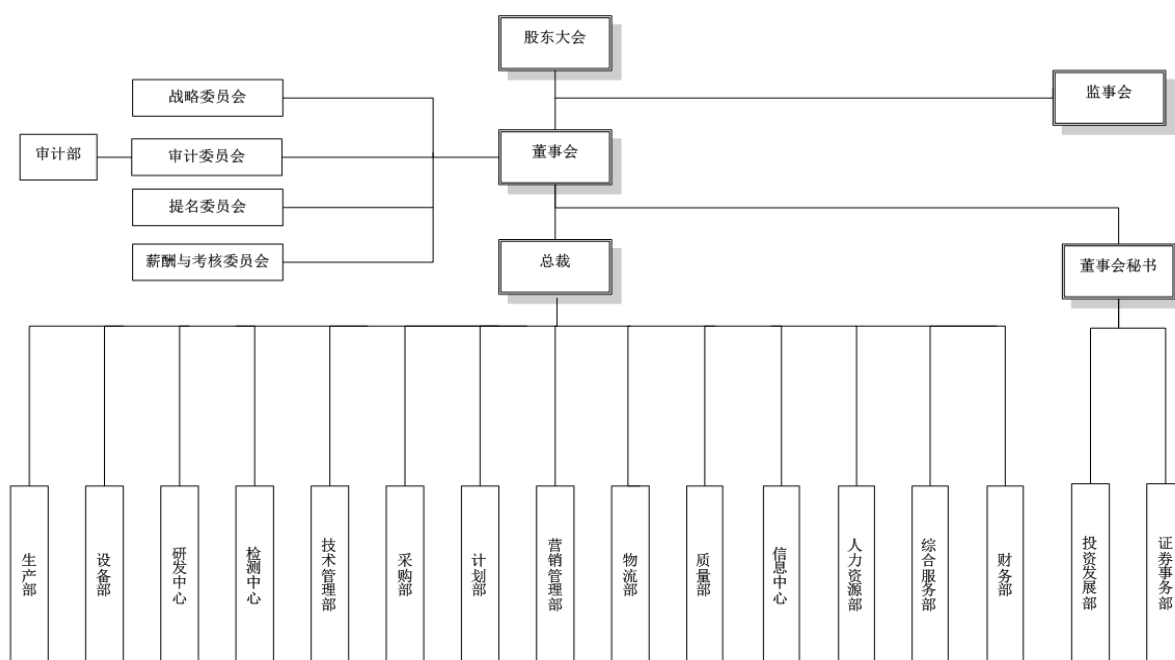 股东大会
战略委员会
监事会
审计部
审计委员会
董事会
提名委员会
薪酬与考核委员会
总裁
董事会秘书
生产部
设备部
研发中心
检测中心
技术管理部
采购部
计划部
营销管理部
物流部
质量部
信息中心
人力资源部
综合服务部
财务部
投资发展部
证券事务部